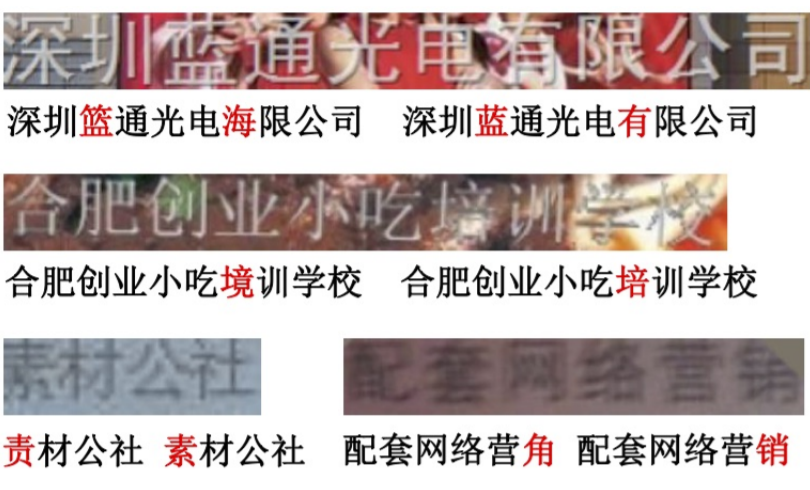 深圳蓝通光电有限公司
深圳篮通光电海限公司 深圳蓝通光电有限公司
合肥创业小吃培训学校
合肥创业小吃境训学校 合肥创业小吃培训学校
素材公社 配套网络营销
责材公社 素材公社 配套网络营角 配套网络营销